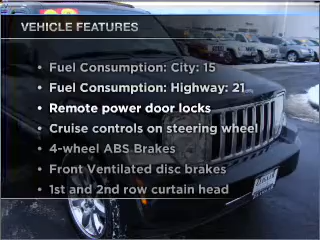 VEHICLE FEATURES
• Fuel Consumption: City: 15
• Fuel Consumption: Highway: 21
• Remote power door locks
• Cruise controls on steering wheel
• 4-wheel ABS Brakes
• Front Ventilated disc brakes
• 1st and 2nd row curtain head